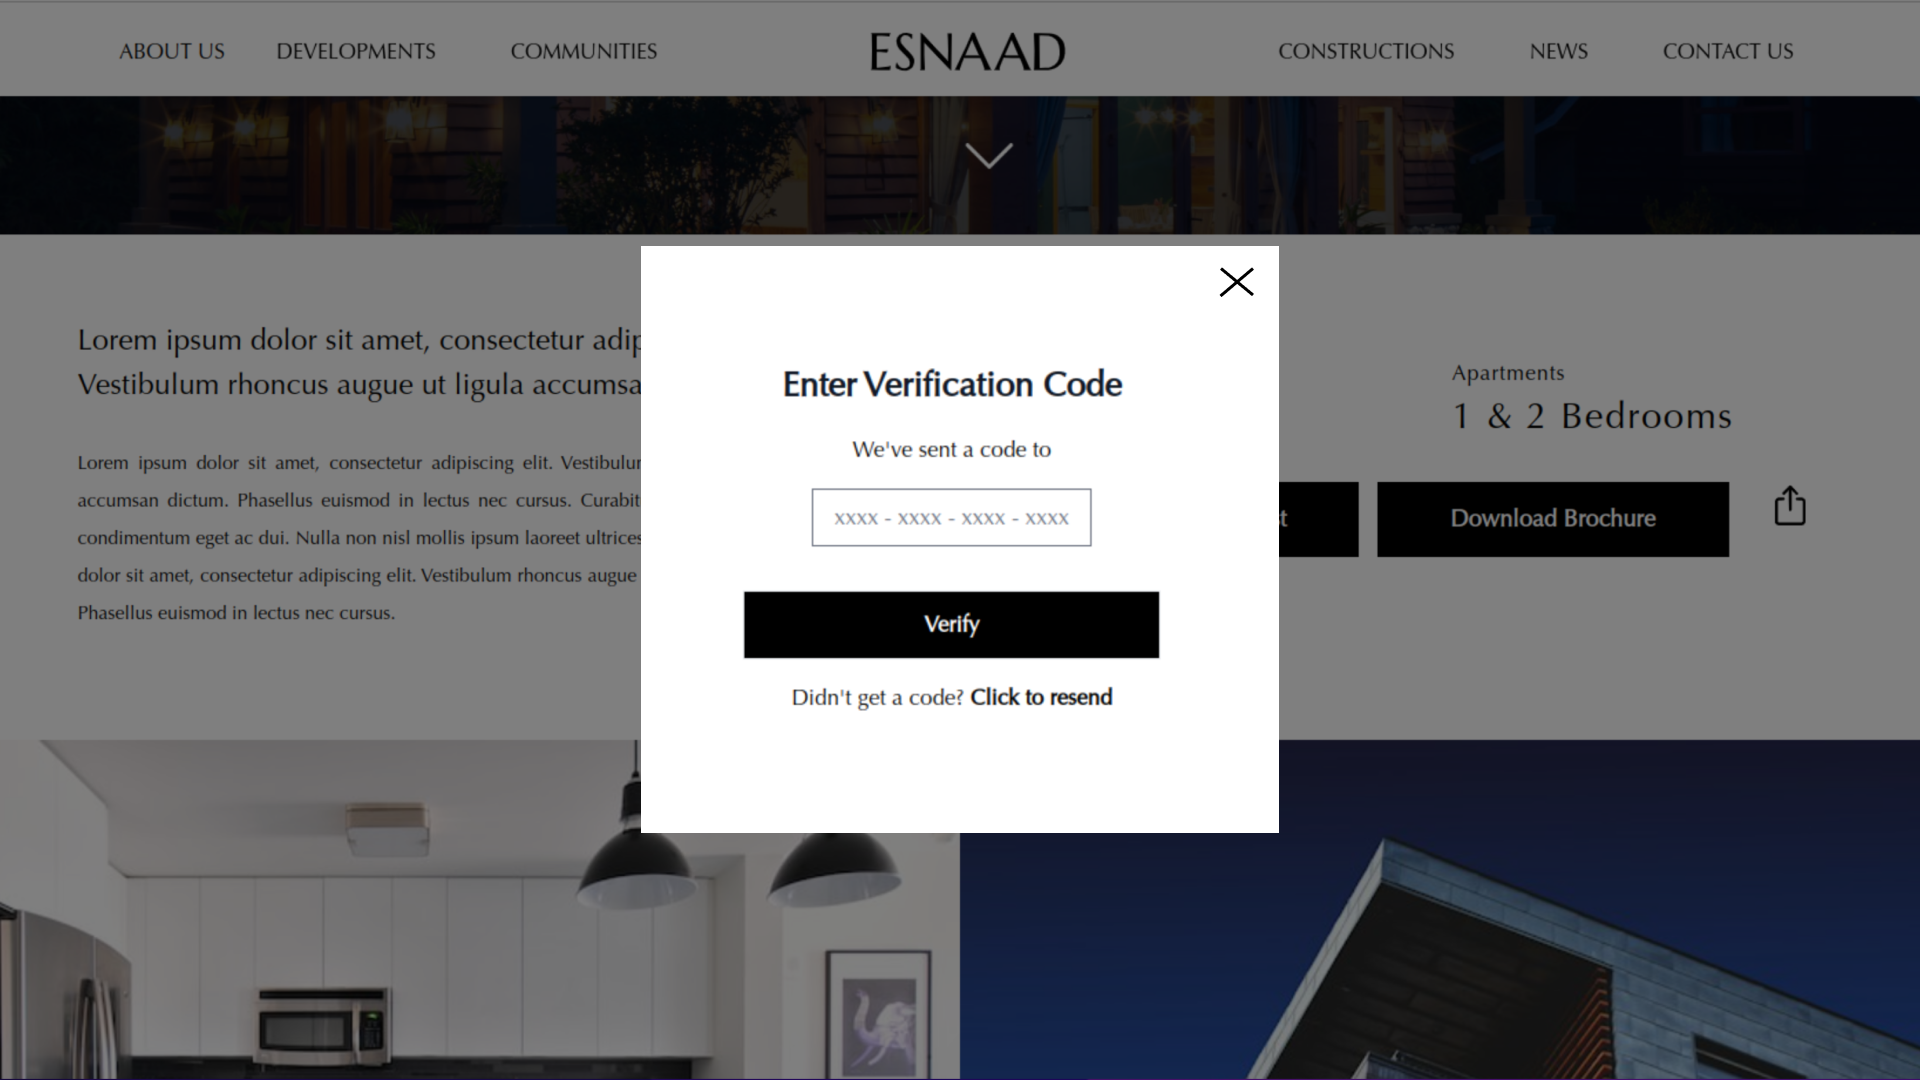 ABOUT US DEVELOPMENTS COMMUNITIES ESNAAD CONSTRUCTIONS NEWS CONTACT US
Lorem ipsum dolor sit amet, consectetur
Vestibulum rhoncus augue ut ligula
Lorem ipsum dolor sit amet, consectetur adipiscing elit.
accumsan dictum. Phasellus euismod in lectus nec cursus.
condimentum eget ac dui. Nulla non nisl mollis ipsum laoreet ultrices
dolor sit amet, consectetur adipiscing elit. Vestibulum rhoncus augue
Phasellus euismod in lectus nec cursus.
Enter Verification Code
We've sent a code to
xxxx - xxxx - xxxx - xxxx
Verify
Didn't get a code? Click to resend
Apartments
1 & 2 Bedrooms
Download Brochure